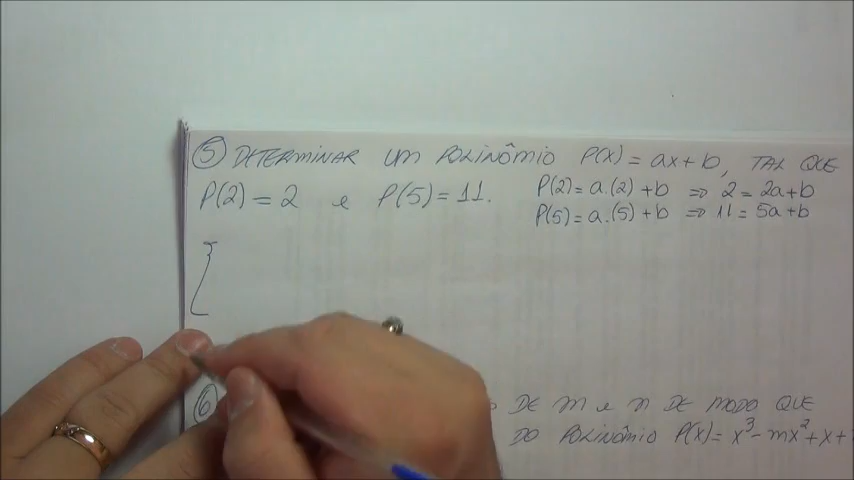 5 DETERMINAR UM POLINÔMIO P(X) = ax + b, TAL QUE
P(2) = 2 e P(5) = 11.
P(2) = a.(2) + b => 2 = 2a + b
P(5) = a.(5) + b => 11 = 5a + b
{
6 DE m e n DE MODO QUE
DO POLINÔMIO P(x) = x³ - mx² + x +